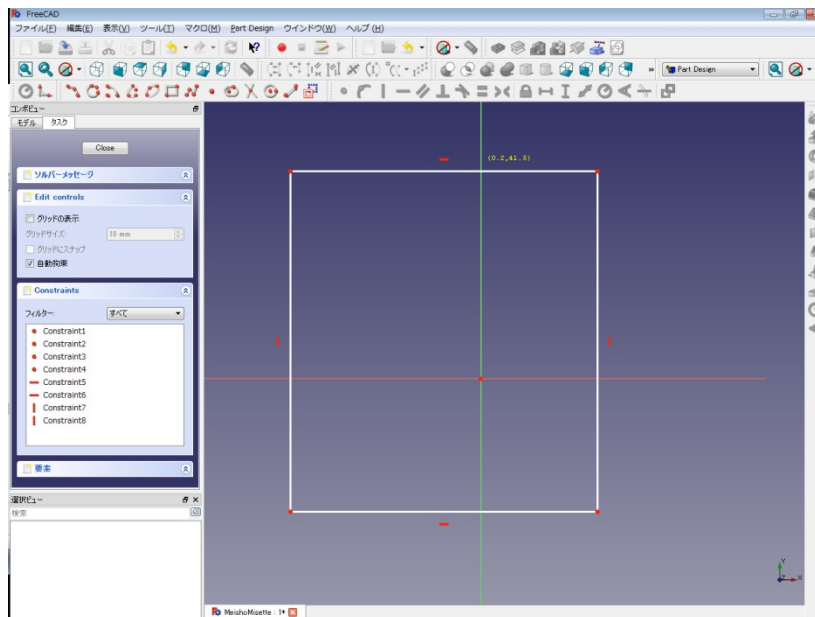 FreeCAD
ファイル(F) 編集(E) 表示(V) ツール(T) マクロ(M) Part Design ウインドウ(W) ヘルプ(H)
» Part Design
コンボビュー
モデル タスク
Close
ソルバーメッセージ
Edit controls
グリッドの表示
グリッドサイズ: 10 mm
グリッドにスナップ
自動拘束
Constraints
フィルター: すべて
Constraint1
Constraint2
Constraint3
Constraint4
Constraint5
Constraint6
Constraint7
Constraint8
要素
選択ビュー
検索
(0.2,41.5)
Y
X
MeishoMisette : 1*